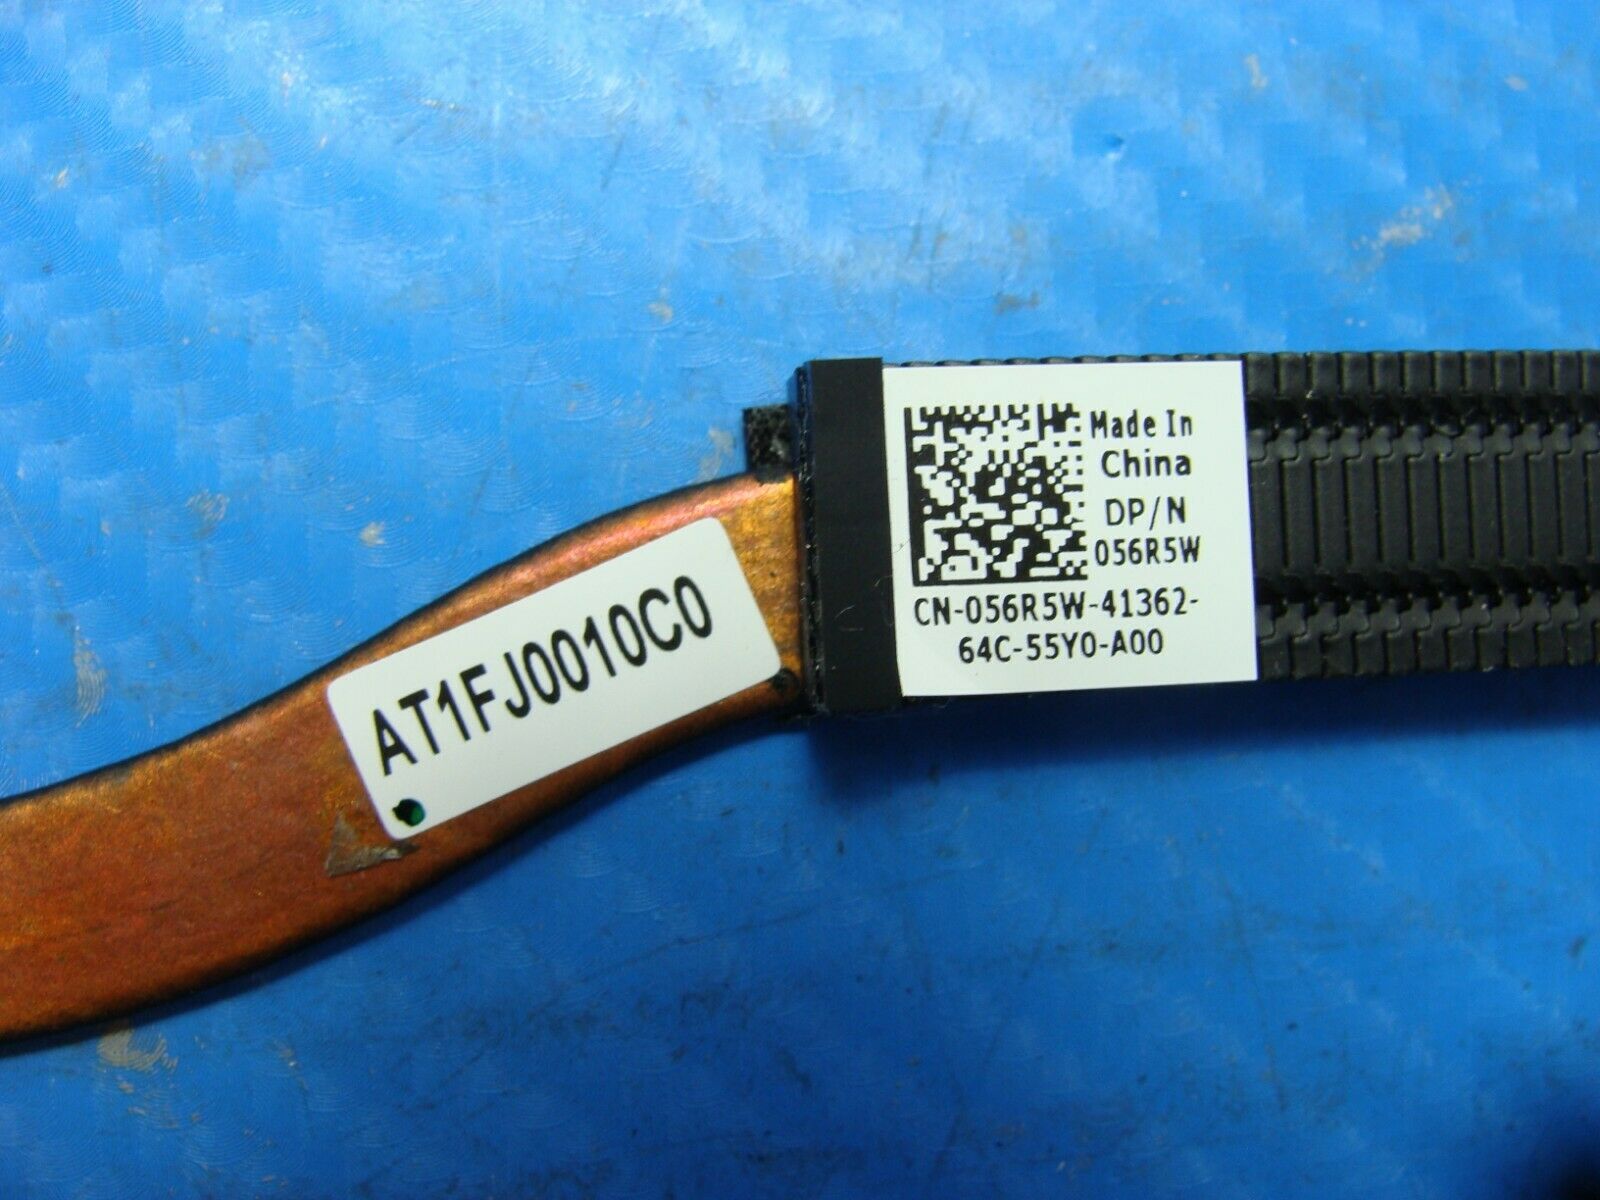 AT1FJ0010C0
Made In
China
DP/N
056R5W
CN-056R5W-41362-
64C-55Y0-A00